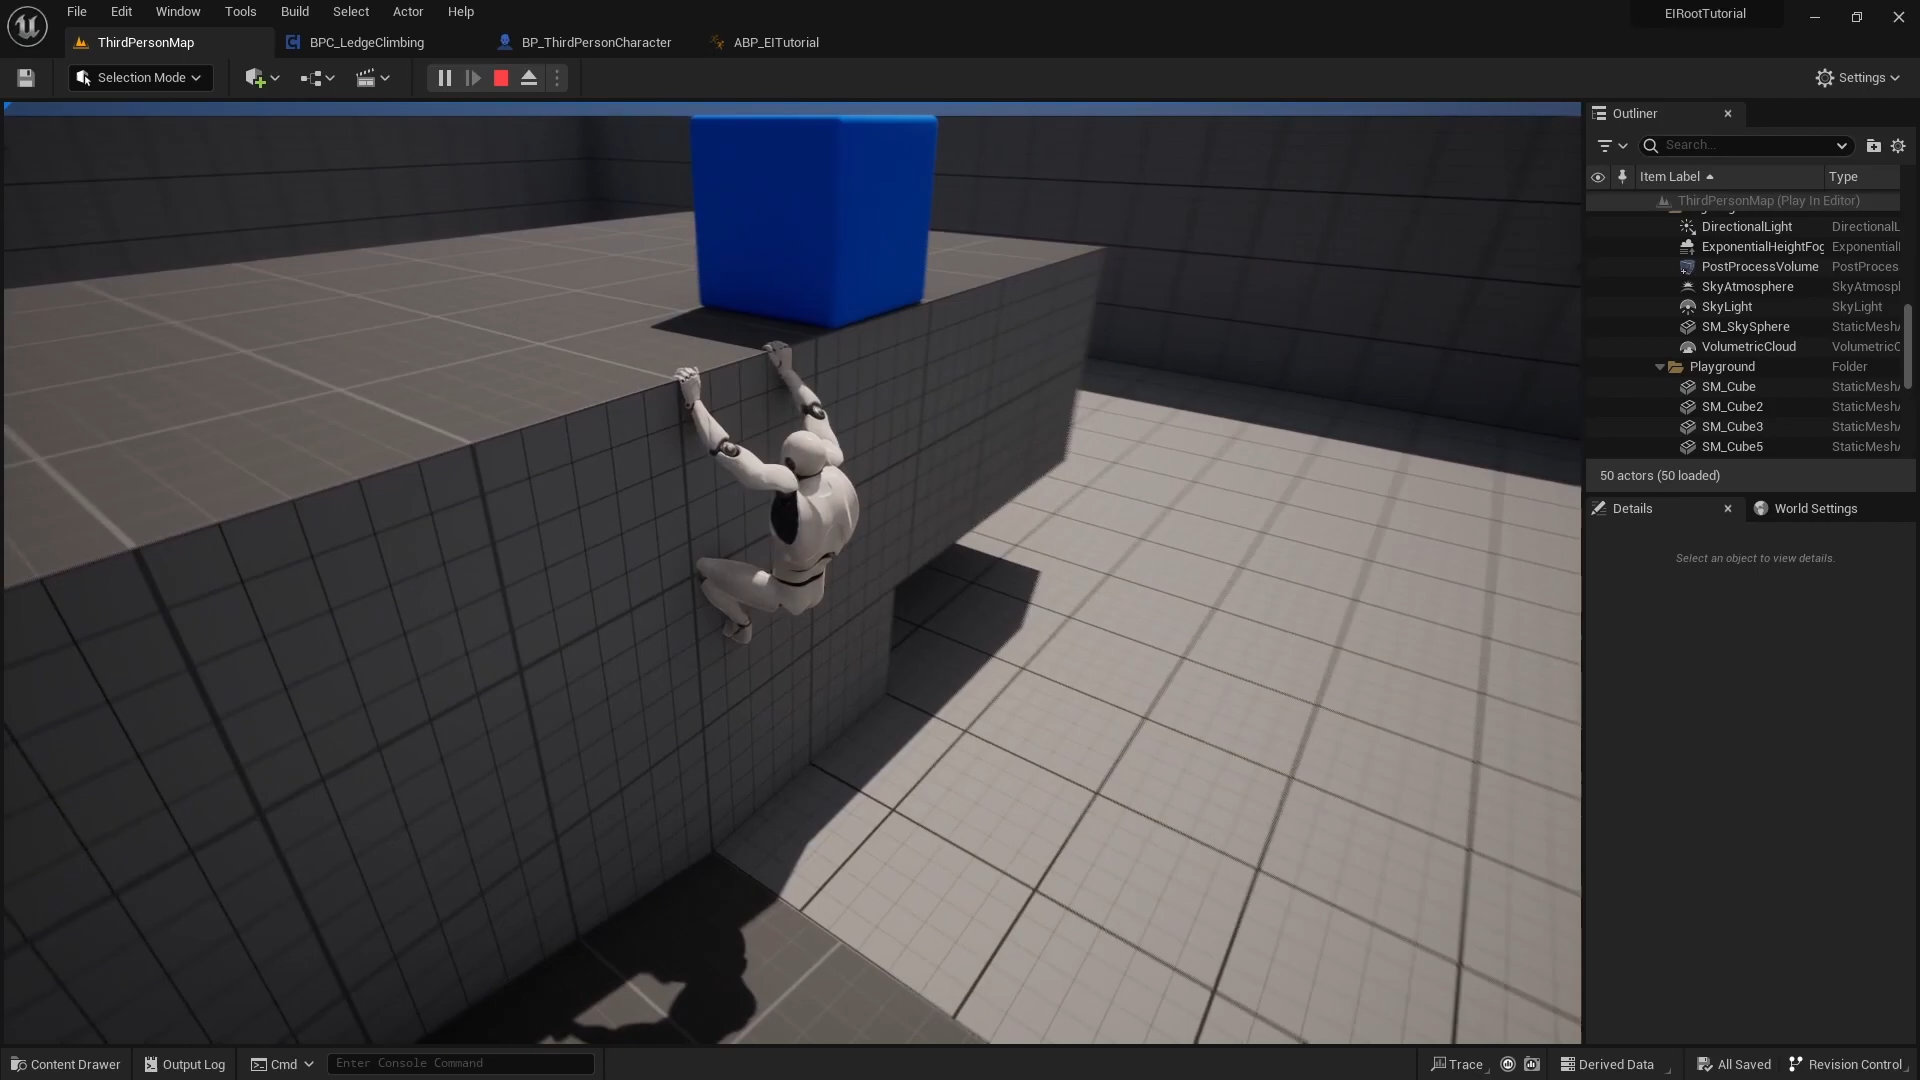 File Edit Window Tools Build Select Actor Help
EIRootTutorial
ThirdPersonMap
BPC_LedgeClimbing
BP_ThirdPersonCharacter
ABP_EITutorial
Selection Mode
Settings
Outliner
Search...
Item Label
Type
ThirdPersonMap (Play In Editor)
DirectionalLight DirectionalL
ExponentialHeightFog Exponential
PostProcessVolume PostProces
SkyAtmosphere SkyAtmospl
SkyLight SkyLight
SM_SkySphere StaticMesh
VolumetricCloud VolumetricC
Playground Folder
SM_Cube StaticMesh
SM_Cube2 StaticMesh
SM_Cube3 StaticMesh
SM_Cube5 StaticMesh
50 actors (50 loaded)
Details
World Settings
Select an object to view details.
Content Drawer
Output Log
Cmd
Enter Console Command
Trace
Derived Data
All Saved
Revision Control